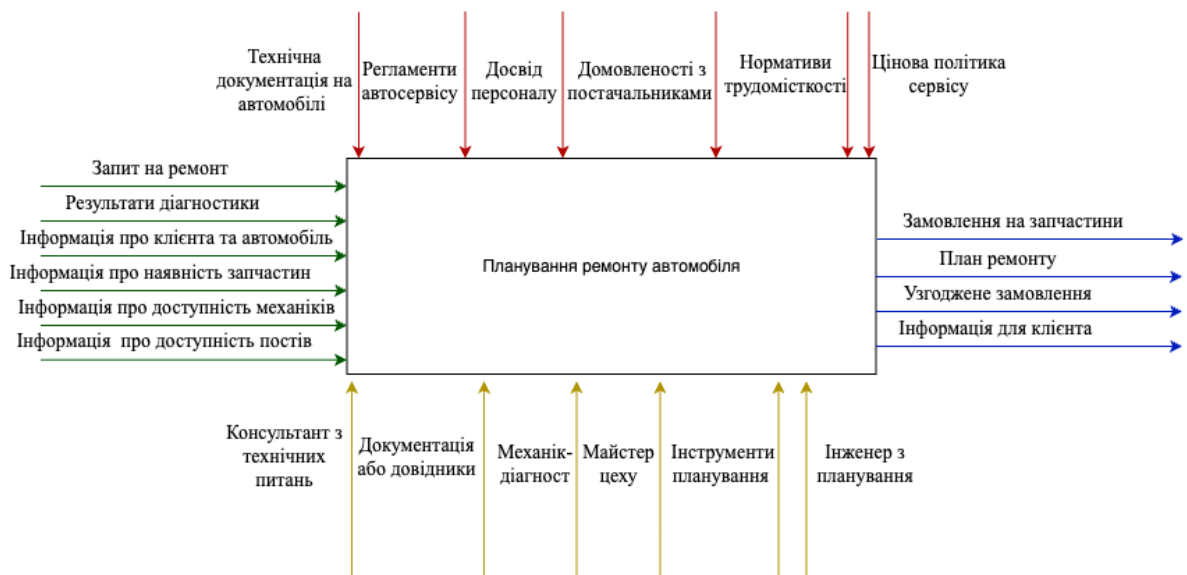 Технічна
документація на
автомобілі
Регламенти
автосервісу
Досвід
персоналу
Домовленості з
постачальниками
Нормативи
трудомісткості
Цінова політика
сервісу
Запит на ремонт
Результати діагностики
Інформація про клієнта та автомобіль
Інформація про наявність запчастин
Інформація про доступність механіків
Інформація про доступність постів
Планування ремонту автомобіля
Замовлення на запчастини
План ремонту
Узгоджене замовлення
Інформація для клієнта
Консультант з
технічних
питань
Документація
або довідники
Механік-
діагност
Майстер
цеху
Інструменти
планування
Інженер з
планування